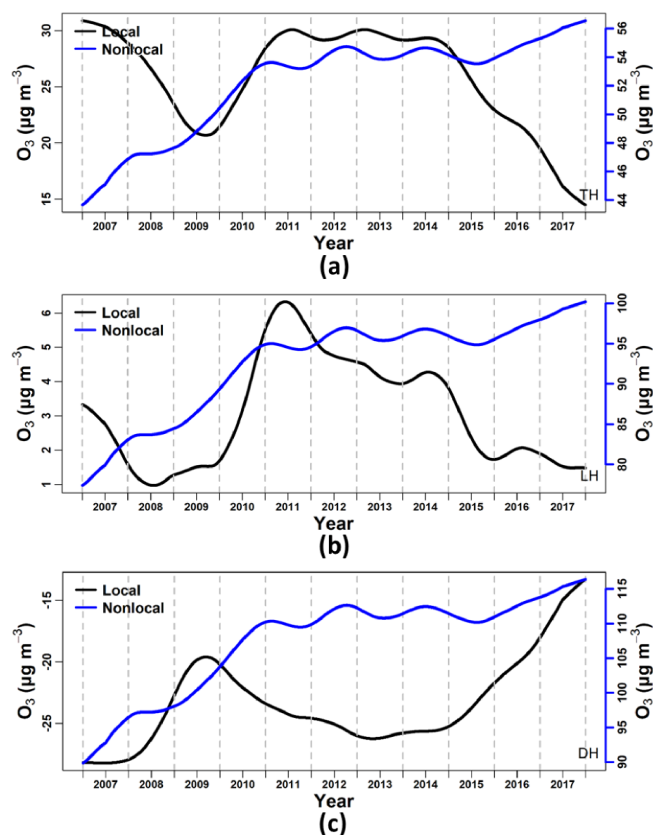 Local
Nonlocal
O₃ (µg m⁻³)
30
25
20
15
56
54
52
50
48
46
44
O₃ (µg m⁻³)
TH
2007 2008 2009 2010 2011 2012 2013 2014 2015 2016 2017
Year
(a)
Local
Nonlocal
O₃ (µg m⁻³)
6
5
4
3
2
1
100
95
90
85
80
O₃ (µg m⁻³)
LH
2007 2008 2009 2010 2011 2012 2013 2014 2015 2016 2017
Year
(b)
Local
Nonlocal
O₃ (µg m⁻³)
-15
-20
-25
115
110
105
100
95
90
O₃ (µg m⁻³)
DH
2007 2008 2009 2010 2011 2012 2013 2014 2015 2016 2017
Year
(c)